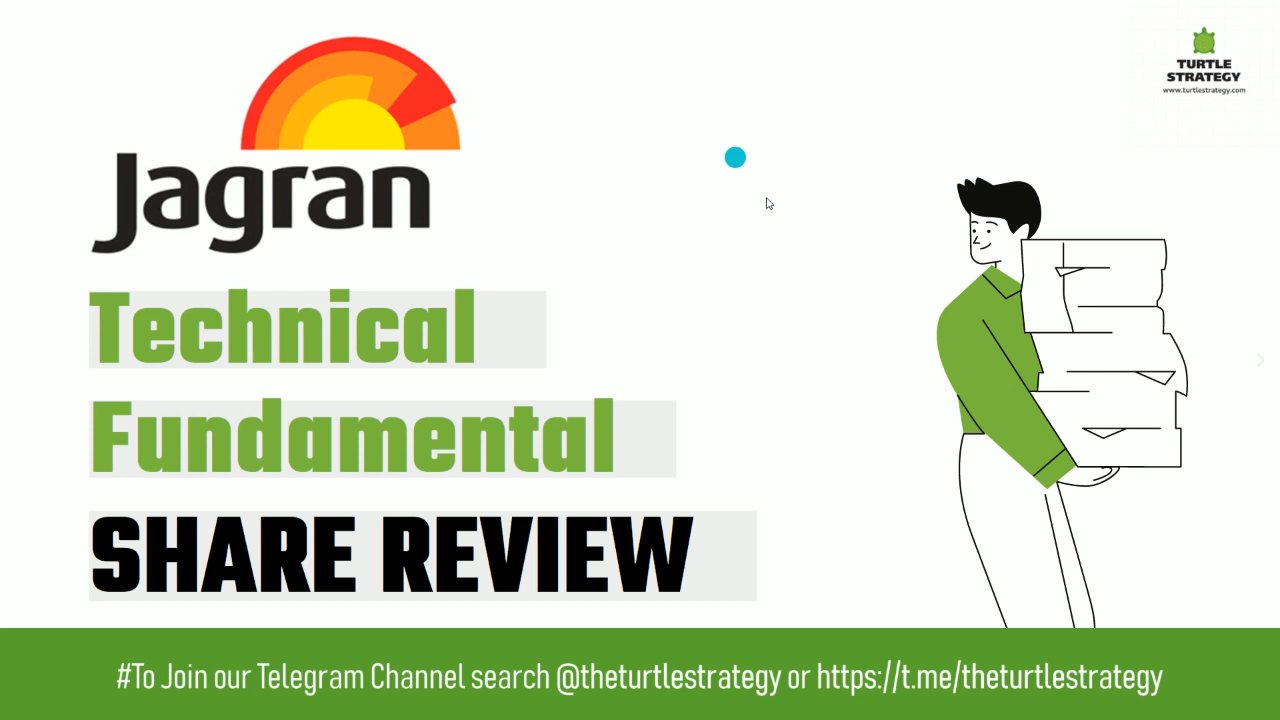 TURTLE
STRATEGY
www.turtlestrategy.com
Jagran
Technical
Fundamental
SHARE REVIEW
#To Join our Telegram Channel search @theturtlestrategy or https://t.me/theturtlestrategy